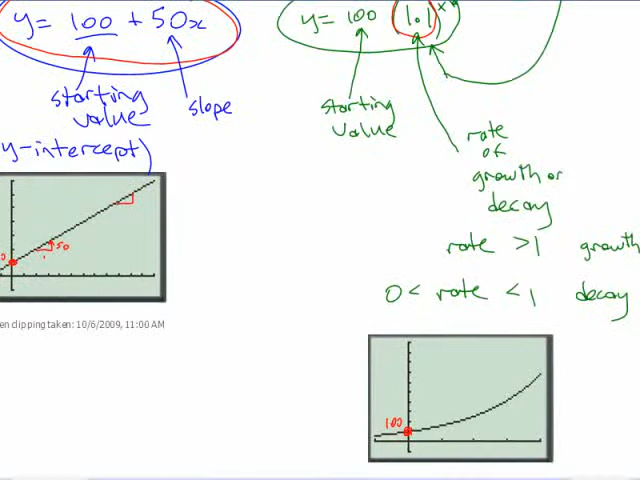 y= 100 + 50x
starting
value
slope
y-intercept)
50
y= 100 (1.1)x
starting
value
rate
of
growth or
decay
rate >1 growth
0 < rate < 1 decay
en clipping taken: 10/6/2009, 11:00 AM
100